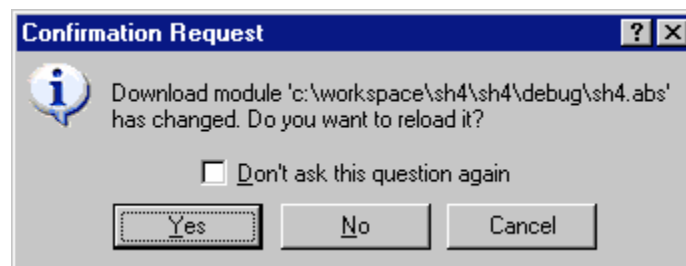 Confirmation Request
Download module 'c:\workspace\sh4\sh4\debug\sh4.abs'
has changed. Do you want to reload it?
Don't ask this question again
Yes No Cancel